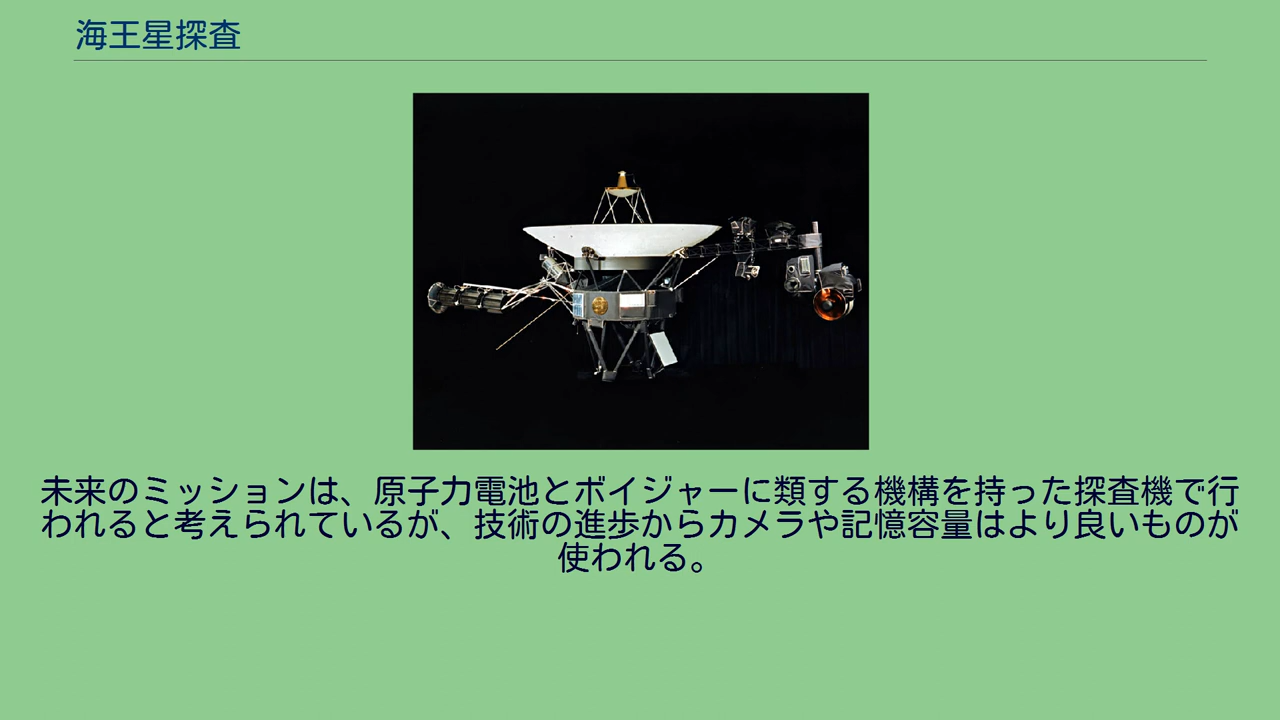 海王星探査
未来のミッションは、原子力電池とボイジャーに類する機構を持った探査機で行
われると考えられているが、技術の進歩からカメラや記憶容量はより良いものが
使われる。